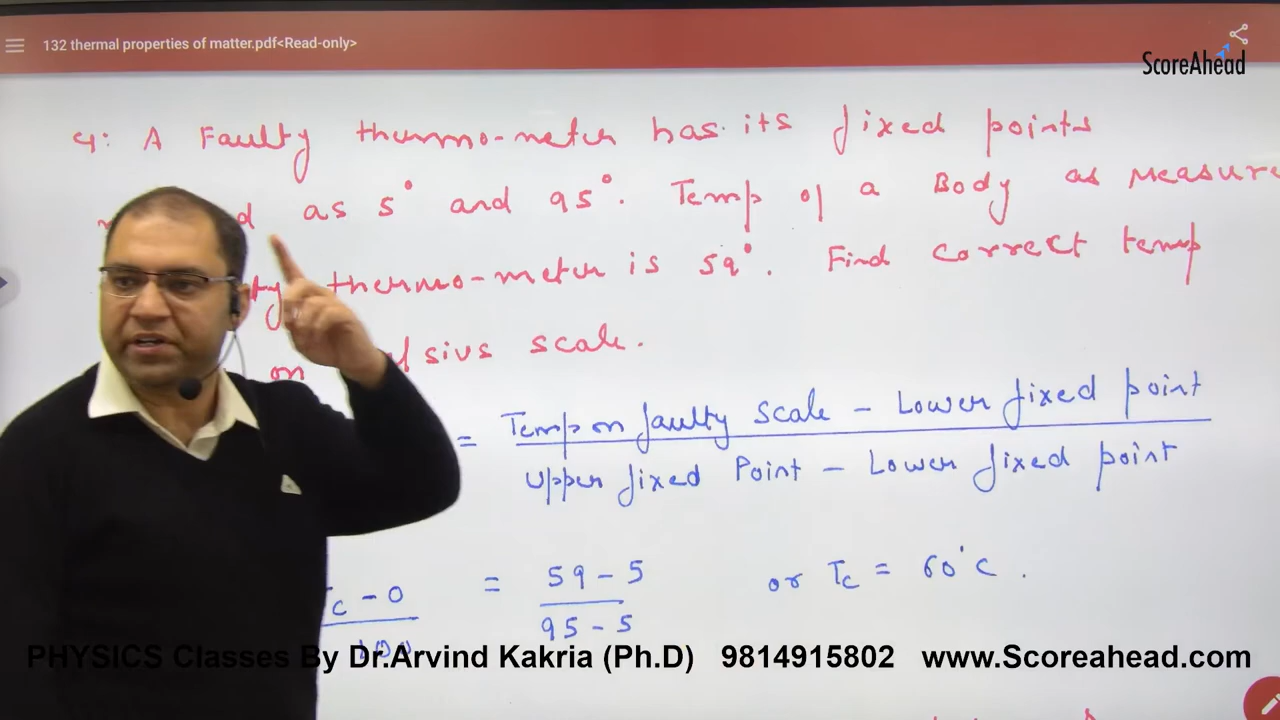 132 thermal properties of matter.pdf<Read-only>
ScoreAhead
4: A Faulty thermo-meter has its fixed points
as 5° and 95°. Temp of a Body as Measure
thermo-meter is 59°. Find correct temp
on scale.
= Temp on faulty Scale - Lower fixed point
Upper fixed Point - Lower fixed point
c - 0 = 59 - 5 or Tc = 60°C.
100 95 - 5
PHYSICS Classes By Dr.Arvind Kakria (Ph.D) 9814915802 www.Scoreahead.com